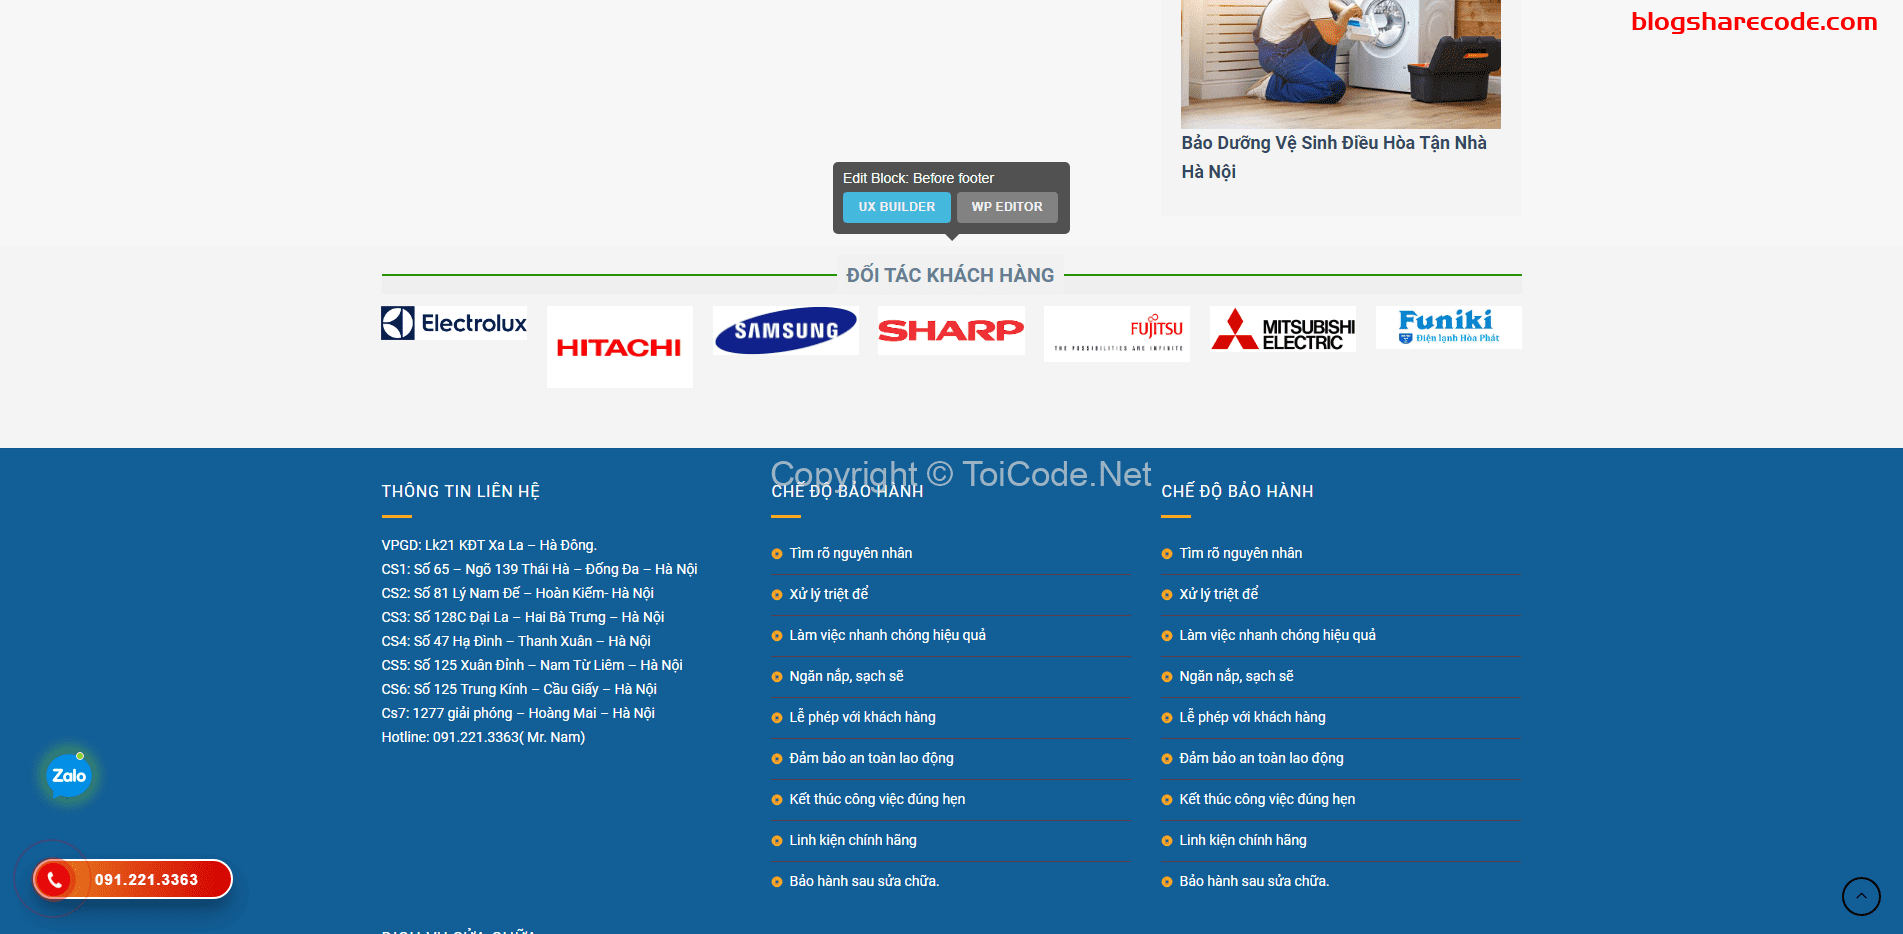 blogsharecode.com
Bảo Dưỡng Vệ Sinh Điều Hòa Tận Nhà
Hà Nội
Edit Block: Before footer
UX BUILDER
WP EDITOR
ĐỐI TÁC KHÁCH HÀNG
Electrolux
HITACHI
SAMSUNG
SHARP
FUJITSU
THE POSSIBILITIES ARE INFINITE
MITSUBISHI
ELECTRIC
Funiki
Điện lạnh Hòa Phát
Copyright © ToiCode.Net
THÔNG TIN LIÊN HỆ
VPGD: Lk21 KĐT Xa La – Hà Đông.
CS1: Số 65 – Ngõ 139 Thái Hà – Đống Đa – Hà Nội
CS2: Số 81 Lý Nam Đế – Hoàn Kiếm- Hà Nội
CS3: Số 128C Đại La – Hai Bà Trưng – Hà Nội
CS4: Số 47 Hạ Đình – Thanh Xuân – Hà Nội
CS5: Số 125 Xuân Đỉnh – Nam Từ Liêm – Hà Nội
CS6: Số 125 Trung Kính – Cầu Giấy – Hà Nội
Cs7: 1277 giải phóng – Hoàng Mai – Hà Nội
Hotline: 091.221.3363( Mr. Nam)
CHẾ ĐỘ BẢO HÀNH
Tìm rõ nguyên nhân
Xử lý triệt để
Làm việc nhanh chóng hiệu quả
Ngăn nắp, sạch sẽ
Lễ phép với khách hàng
Đảm bảo an toàn lao động
Kết thúc công việc đúng hẹn
Linh kiện chính hãng
Bảo hành sau sửa chữa.
CHẾ ĐỘ BẢO HÀNH
Tìm rõ nguyên nhân
Xử lý triệt để
Làm việc nhanh chóng hiệu quả
Ngăn nắp, sạch sẽ
Lễ phép với khách hàng
Đảm bảo an toàn lao động
Kết thúc công việc đúng hẹn
Linh kiện chính hãng
Bảo hành sau sửa chữa.
Zalo
091.221.3363